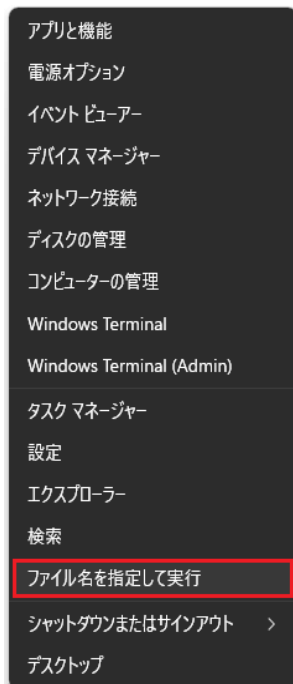 アプリと機能
電源オプション
イベント ビューアー
デバイス マネージャー
ネットワーク接続
ディスクの管理
コンピューターの管理
Windows Terminal
Windows Terminal (Admin)
タスク マネージャー
設定
エクスプローラー
検索
ファイル名を指定して実行
シャットダウンまたはサインアウト
デスクトップ